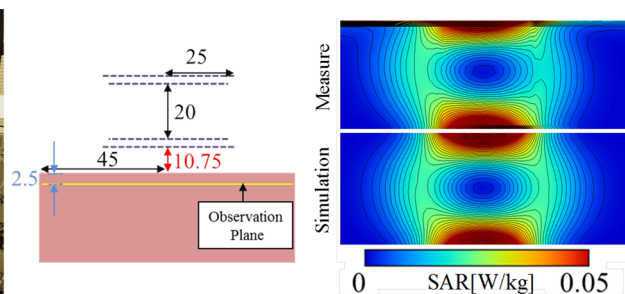 25
20
45
10.75
2.5
Observation
Plane
Measure
Simulation
0
SAR[W/kg]
0.05